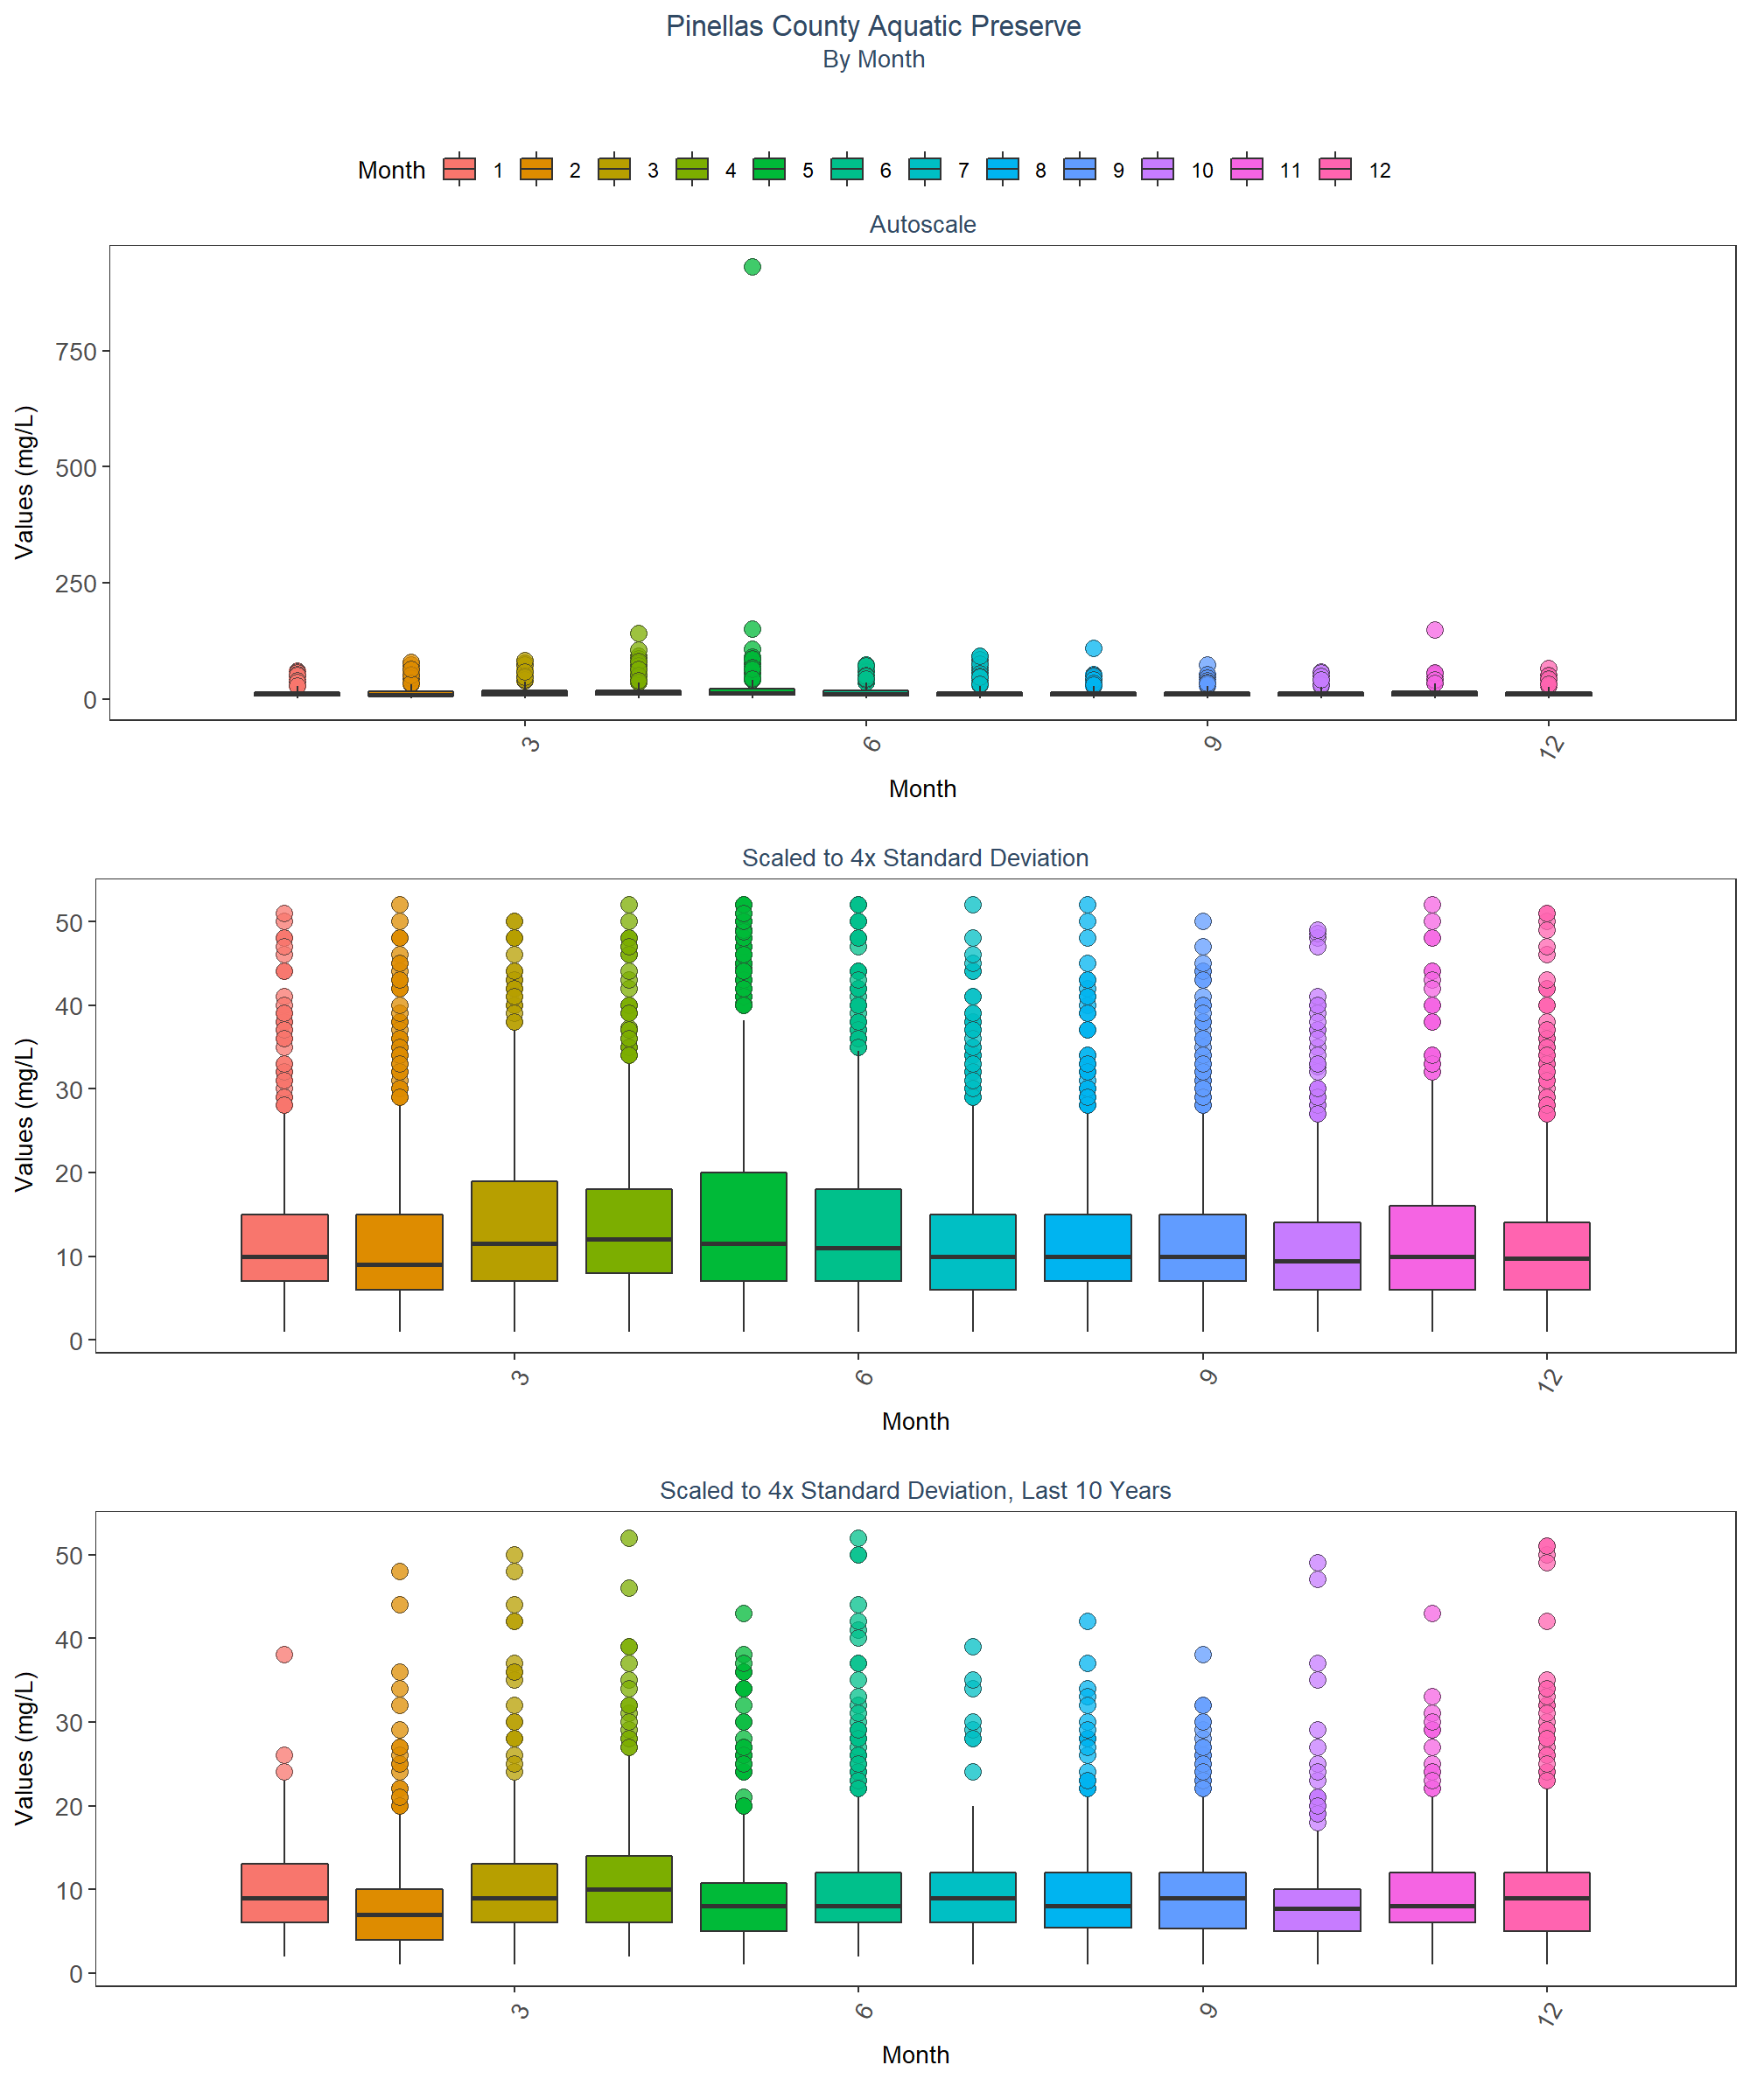 Pinellas County Aquatic Preserve
By Month
Month 1 2 3 4 5 6 7 8 9 10 11 12
Autoscale
Values (mg/L)
750
500
250
0
3 6 9 12
Month
Scaled to 4x Standard Deviation
Values (mg/L)
50
40
30
20
10
0
3 6 9 12
Month
Scaled to 4x Standard Deviation, Last 10 Years
Values (mg/L)
50
40
30
20
10
0
3 6 9 12
Month